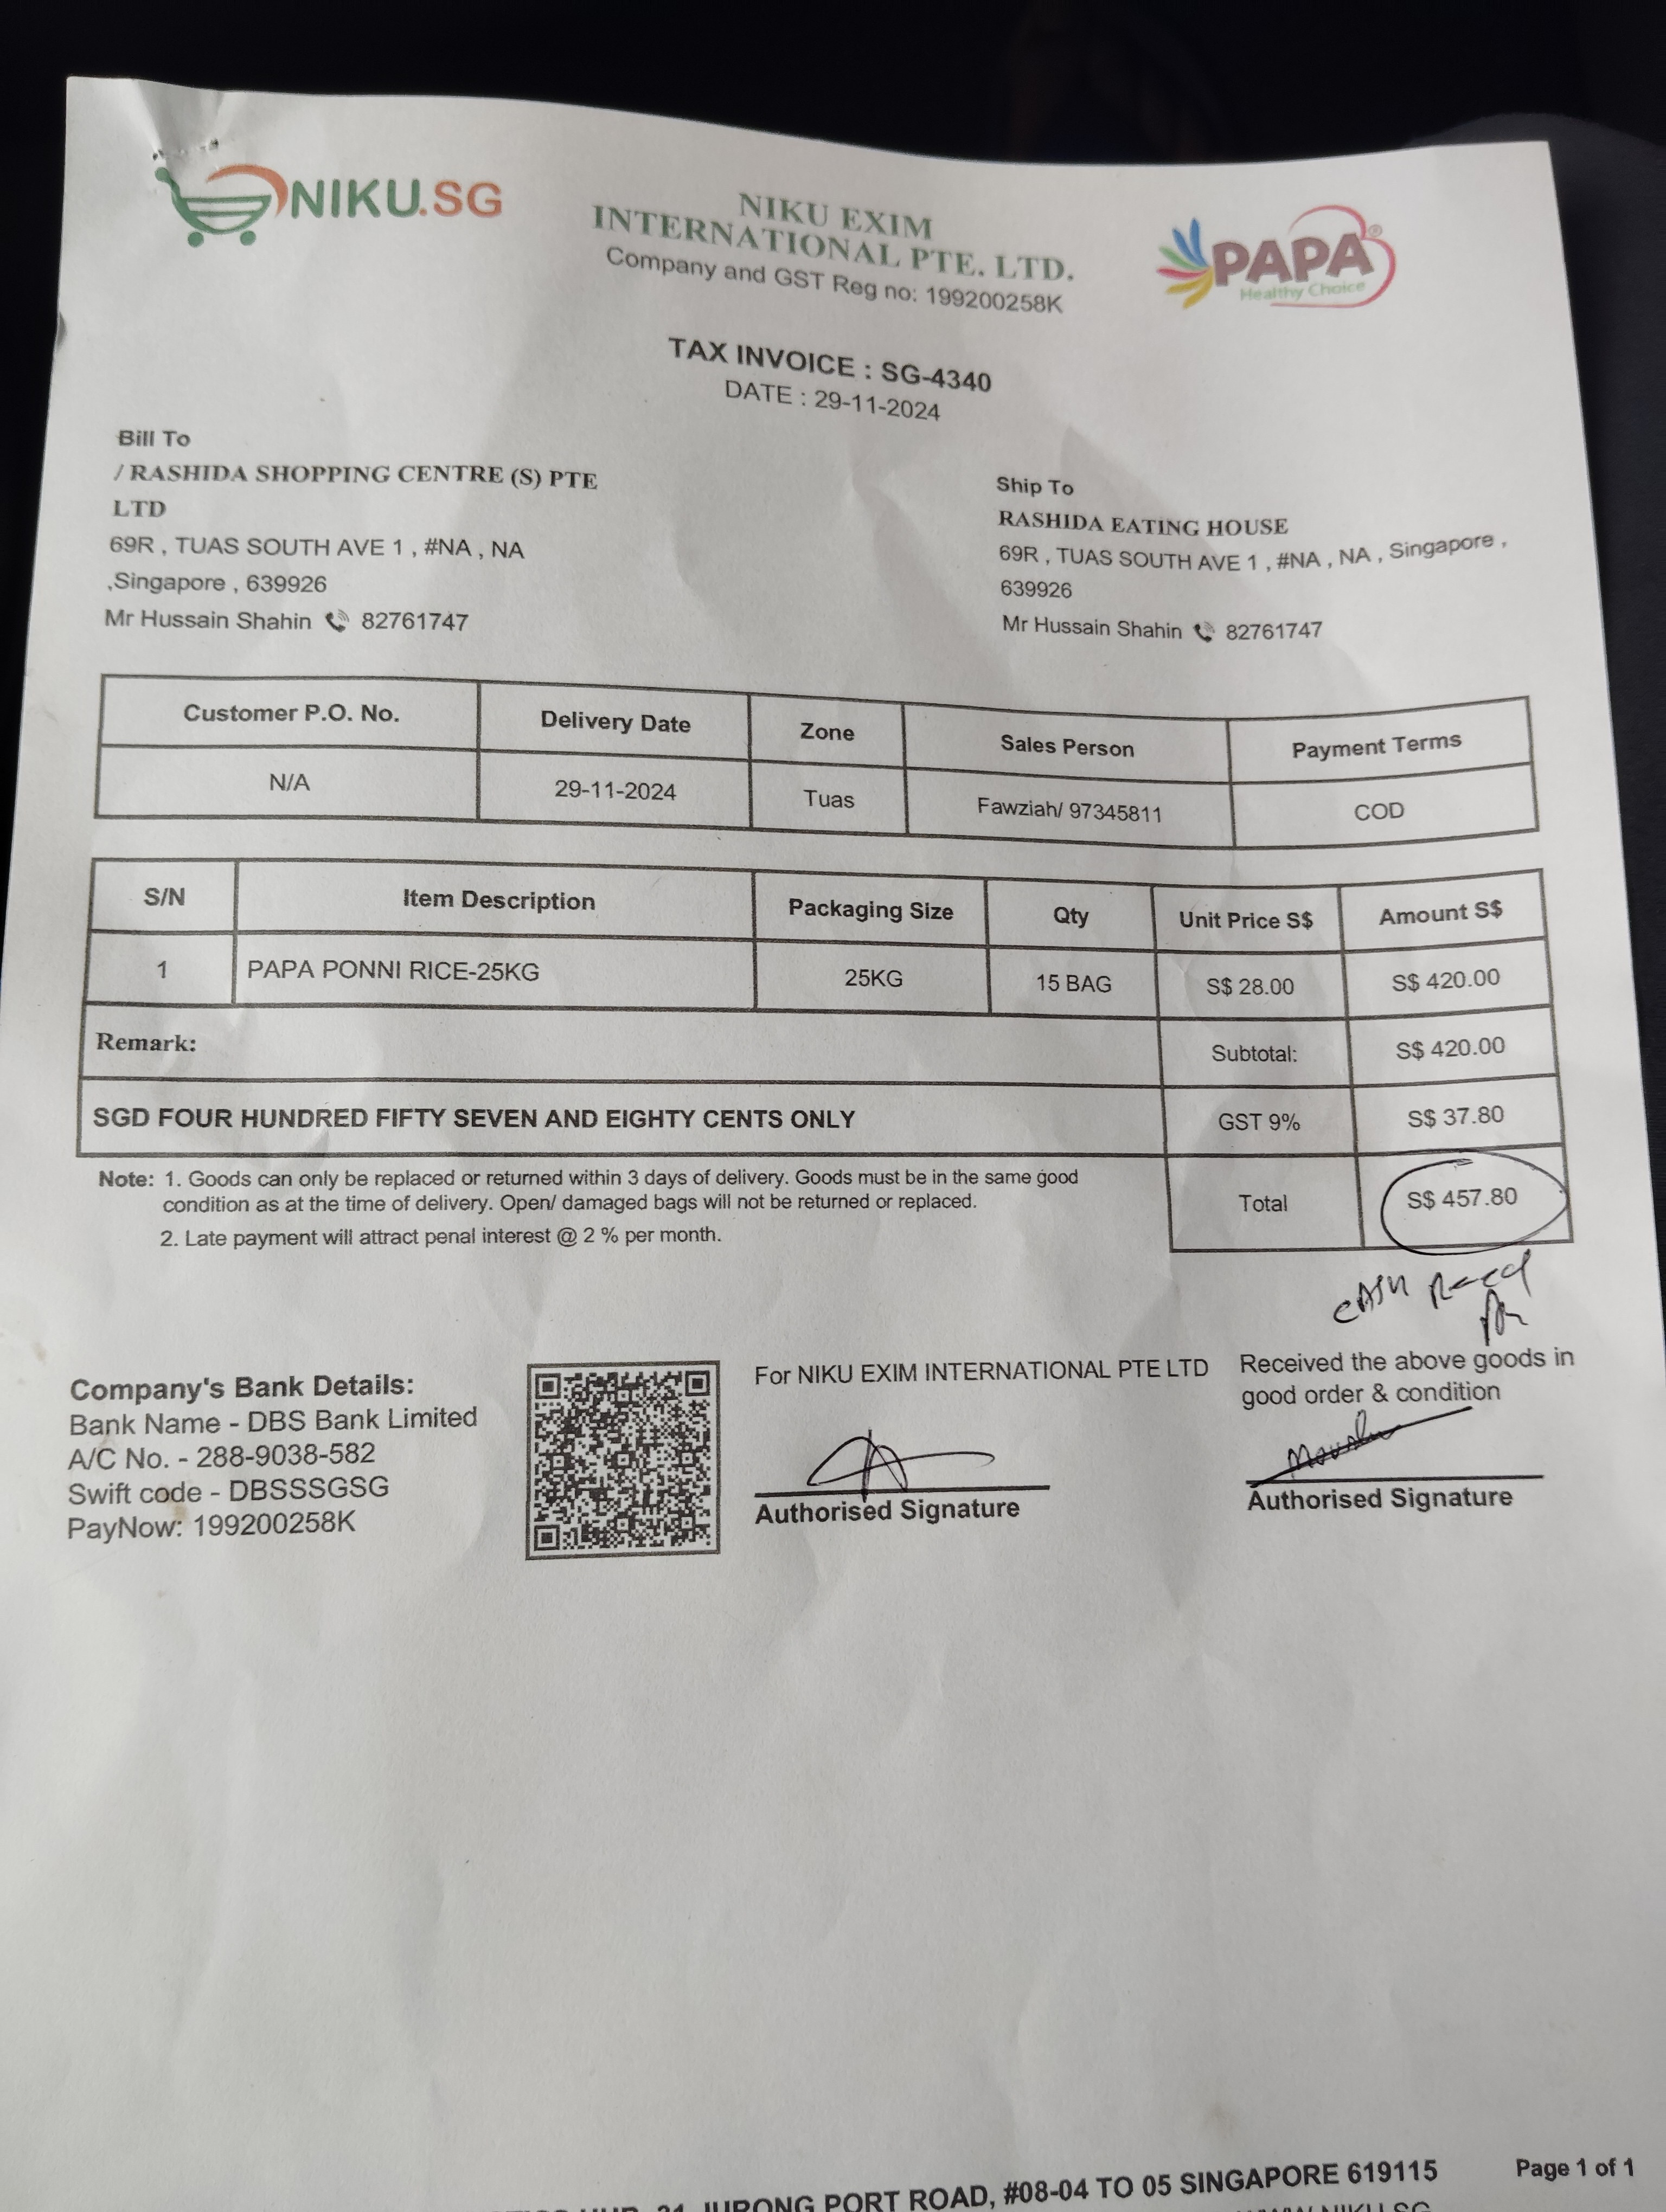 NIKU.SG
NIKU EXIM
INTERNATIONAL PTE. LTD.
Company and GST Reg no: 199200258K
PAPA®
Healthy Choice
TAX INVOICE : SG-4340
DATE : 29-11-2024
Bill To
/ RASHIDA SHOPPING CENTRE (S) PTE
LTD
69R , TUAS SOUTH AVE 1 , #NA , NA
,Singapore , 639926
Mr Hussain Shahin 82761747
Ship To
RASHIDA EATING HOUSE
69R , TUAS SOUTH AVE 1 , #NA , NA , Singapore ,
639926
Mr Hussain Shahin 82761747
Customer P.O. No. Delivery Date Zone Sales Person Payment Terms
N/A 29-11-2024 Tuas Fawziah/ 97345811 COD
S/N Item Description Packaging Size Qty Unit Price S$ Amount S$
1 PAPA PONNI RICE-25KG 25KG 15 BAG S$ 28.00 S$ 420.00
Remark: Subtotal: S$ 420.00
SGD FOUR HUNDRED FIFTY SEVEN AND EIGHTY CENTS ONLY GST 9% S$ 37.80
Total S$ 457.80
Note: 1. Goods can only be replaced or returned within 3 days of delivery. Goods must be in the same good
condition as at the time of delivery. Open/ damaged bags will not be returned or replaced.
2. Late payment will attract penal interest @ 2 % per month.
CASH
Company's Bank Details:
Bank Name - DBS Bank Limited
A/C No. - 288-9038-582
Swift code - DBSSSGSG
PayNow: 199200258K
For NIKU EXIM INTERNATIONAL PTE LTD
Authorised Signature
Received the above goods in
good order & condition
Authorised Signature
JURONG PORT ROAD, #08-04 TO 05 SINGAPORE 619115
Page 1 of 1